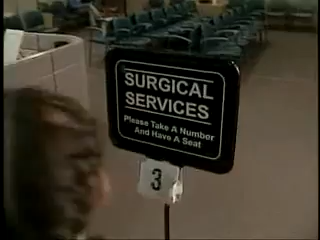 SURGICAL
SERVICES
Please Take A Number
And Have A Seat
3